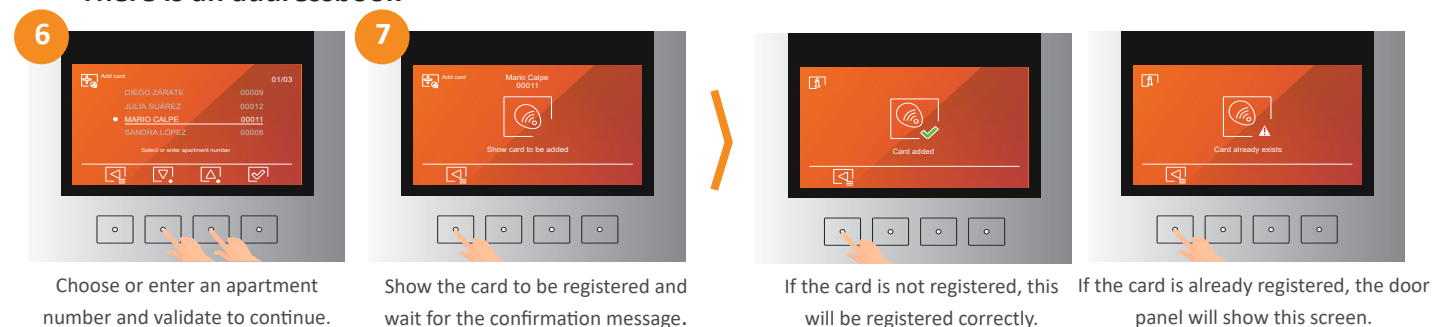 There is an addressbook
6
Add card
01/03
DIEGO ZÁRATE 00009
JULIA SUÁREZ 00012
MARIO CALPE 00011
SANDRA LÓPEZ 00008
Select or enter apartment number
Choose or enter an apartment
number and validate to continue.
7
Add card
Mario Calpe
00011
Show card to be added
Show the card to be registered and
wait for the confirmation message.
Card added
If the card is not registered, this
will be registered correctly.
Card already exists
If the card is already registered, the door
panel will show this screen.